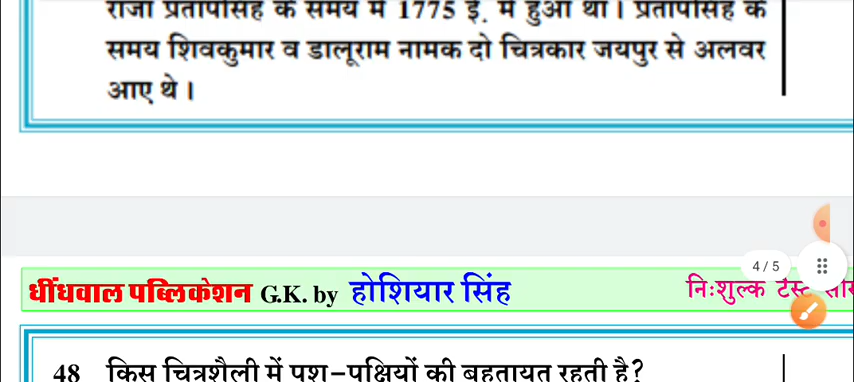 राजा प्रतापसिंह के समय में 1775 ई. में हुआ था। प्रतापसिंह के
समय शिवकुमार व डालूराम नामक दो चित्रकार जयपुर से अलवर
आए थे।
4 / 5
धींधवाल पब्लिकेशन G.K. by होशियार सिंह
निःशुल्क टेस्ट
48 किस चित्रशैली में पशु-पक्षियों की बहुतायत रहती है?